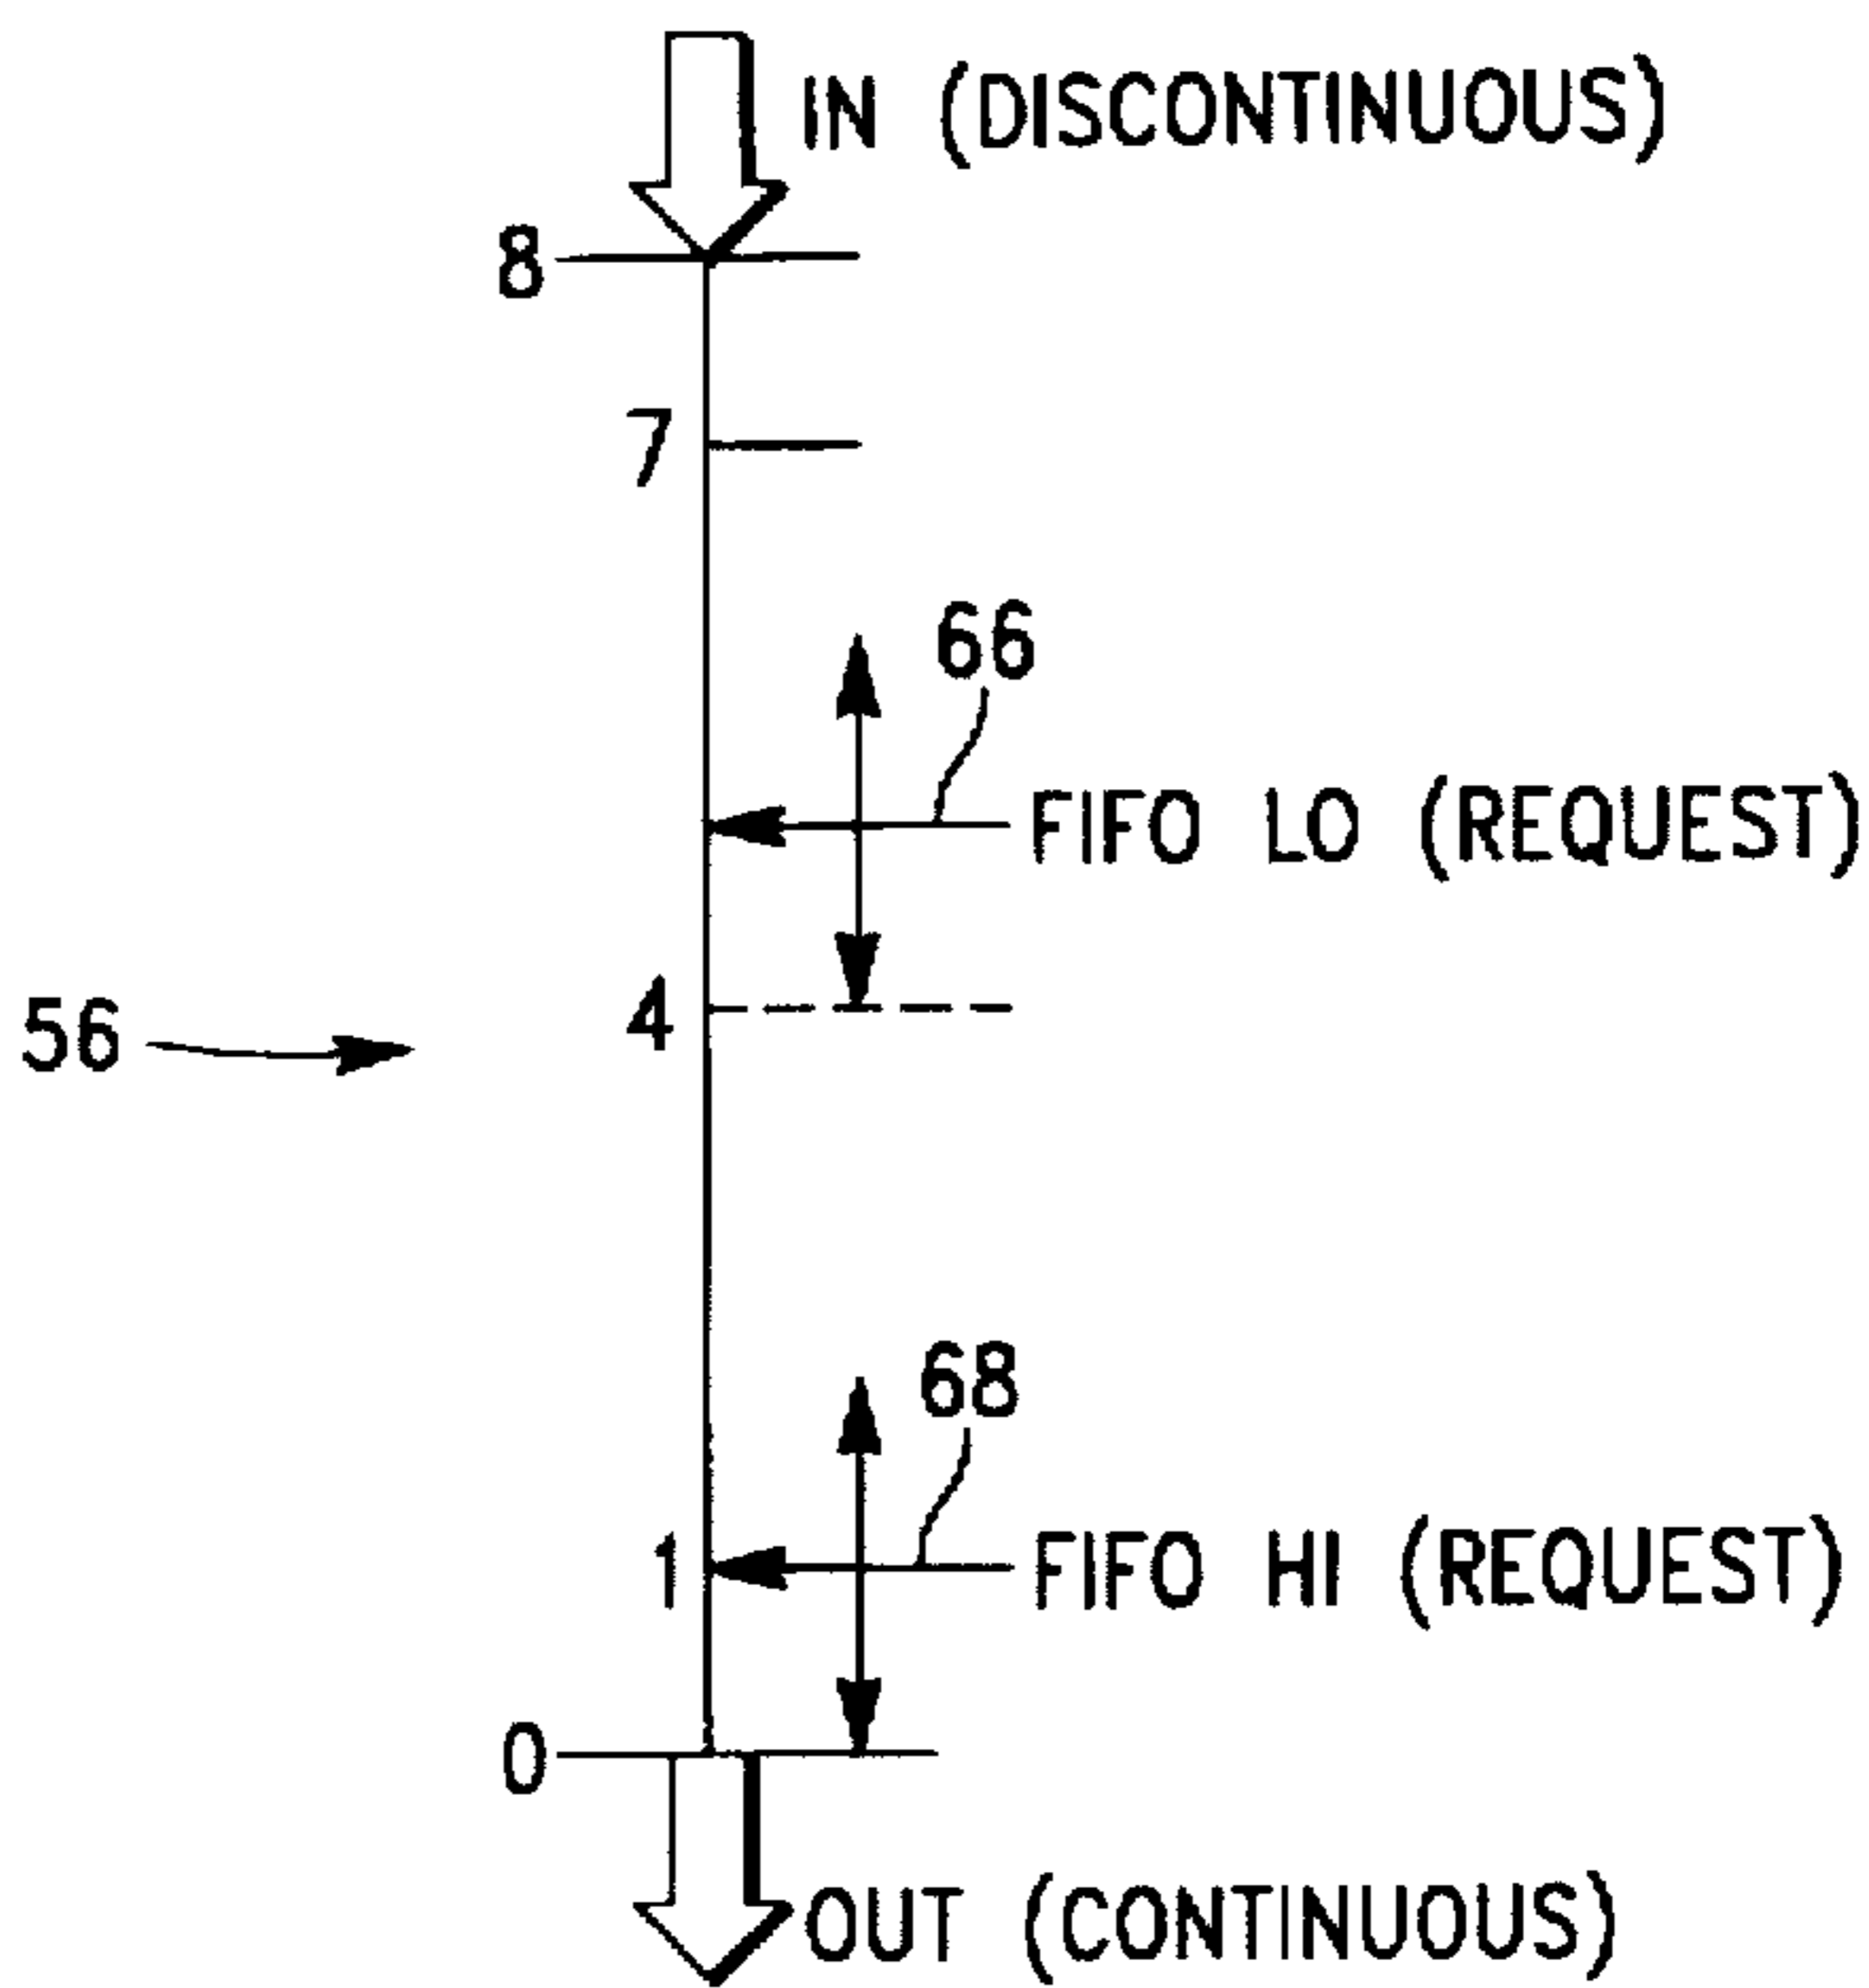 IN (DISCONTINUOUS)
8
7
66
FIFO LO (REQUEST)
4
56
68
1
FIFO HI (REQUEST)
0
OUT (CONTINUOUS)